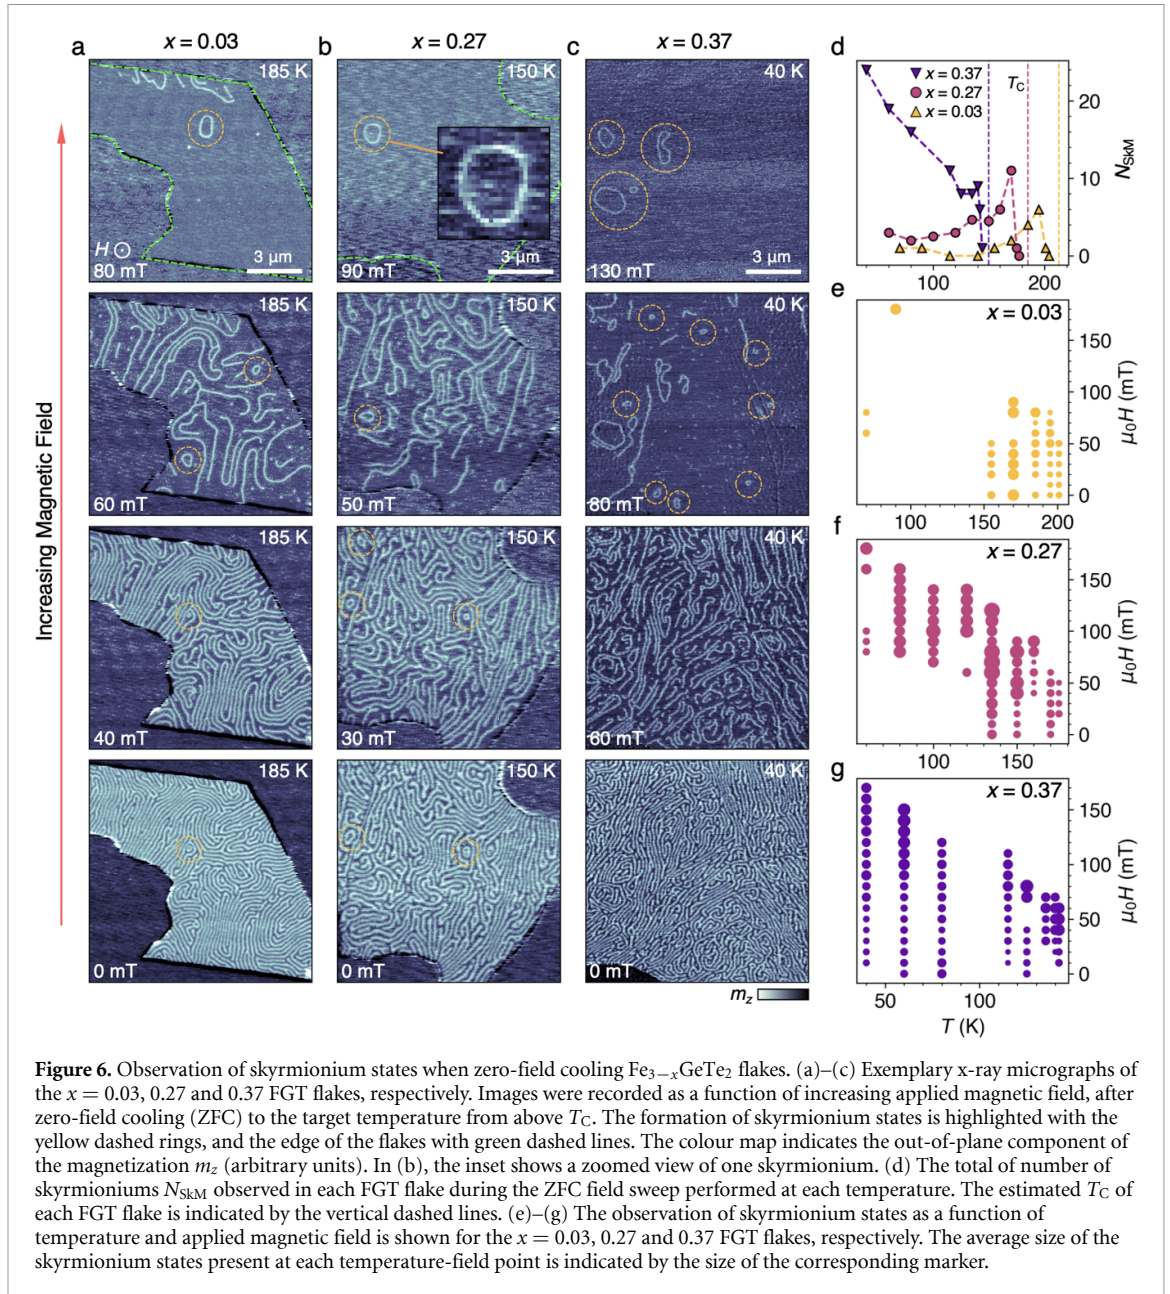 a
x = 0.03
b
x = 0.27
c
x = 0.37
d
Increasing Magnetic Field
185 K
H
80 mT
3 μm
150 K
90 mT
3 μm
40 K
130 mT
3 μm
185 K
60 mT
150 K
50 mT
40 K
80 mT
185 K
40 mT
150 K
30 mT
40 K
60 mT
185 K
0 mT
150 K
0 mT
40 K
0 mT
m_z
x = 0.37
x = 0.27
x = 0.03
T_C
20
10
0
N_SkM
100
200
e
x = 0.03
150
100
50
0
μ₀H (mT)
100
150
200
f
x = 0.27
150
100
50
0
μ₀H (mT)
100
150
g
x = 0.37
150
100
50
0
μ₀H (mT)
50
100
T (K)
Figure 6. Observation of skyrmionium states when zero-field cooling Fe₃₋ₓGeTe₂ flakes. (a)–(c) Exemplary x-ray micrographs of
the x = 0.03, 0.27 and 0.37 FGT flakes, respectively. Images were recorded as a function of increasing applied magnetic field, after
zero-field cooling (ZFC) to the target temperature from above T_C. The formation of skyrmionium states is highlighted with the
yellow dashed rings, and the edge of the flakes with green dashed lines. The colour map indicates the out-of-plane component of
the magnetization m_z (arbitrary units). In (b), the inset shows a zoomed view of one skyrmionium. (d) The total of number of
skyrmioniums N_SkM observed in each FGT flake during the ZFC field sweep performed at each temperature. The estimated T_C of
each FGT flake is indicated by the vertical dashed lines. (e)–(g) The observation of skyrmionium states as a function of
temperature and applied magnetic field is shown for the x = 0.03, 0.27 and 0.37 FGT flakes, respectively. The average size of the
skyrmionium states present at each temperature-field point is indicated by the size of the corresponding marker.